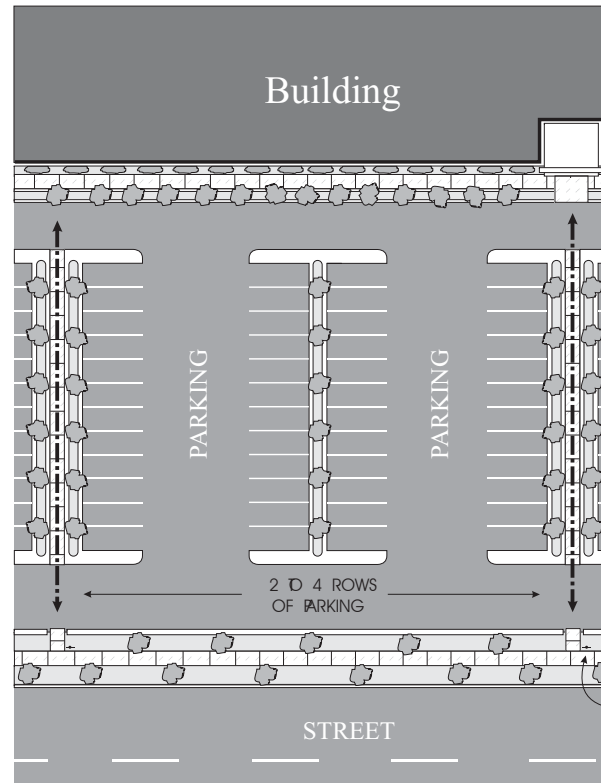 Building
PARKING
PARKING
2 TO 4 ROWS
OF PARKING
STREET